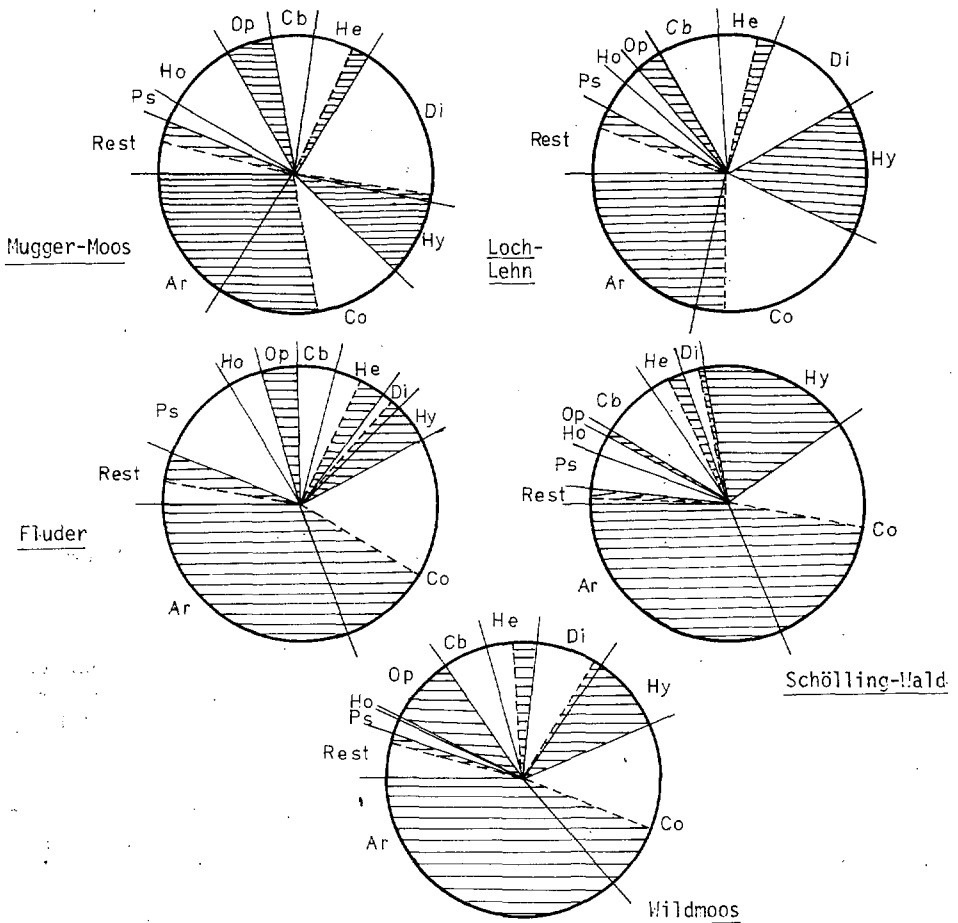 Op Cb He
Ho
Ps
Di
Rest
Mugger-Moos
Hy
Ar
Co
Cb He
Op
Ho
Ps
Di
Rest
Hy
Loch-
Lehn
Ar
Co
Ho Op Cb
He
Di
Hy
Ps
Rest
Fluder
Ar
Co
He Di
Hy
Cb
Op
Ho
Ps
Rest
Co
Ar
Schölling-Wald
He
Cb Di
Op
Hy
Ho
Ps
Rest
Ar
Co
Wildmoos